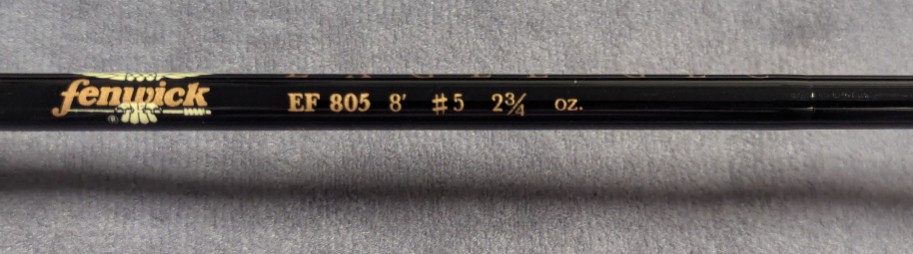 fenwick ® EF 805 8' #5 2¾ oz.